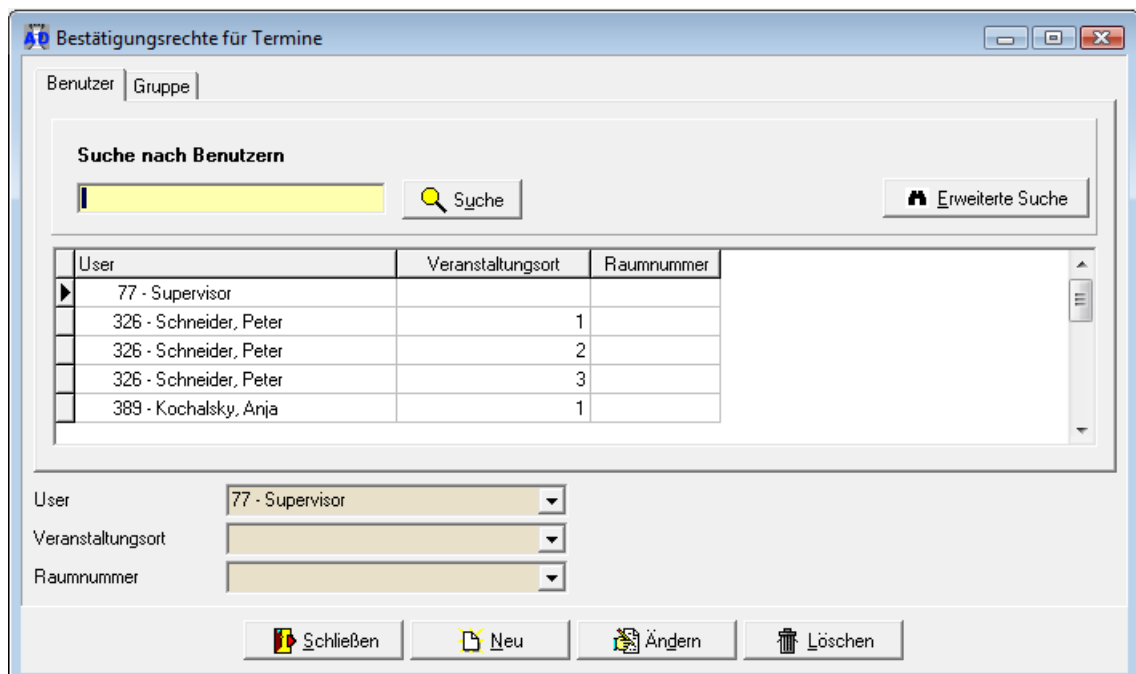 AD Bestätigungsrechte für Termine
Benutzer Gruppe
Suche nach Benutzern
Suche Erweiterte Suche
User Veranstaltungsort Raumnummer
77 - Supervisor
326 - Schneider, Peter 1
326 - Schneider, Peter 2
326 - Schneider, Peter 3
389 - Kochalsky, Anja 1
User 77 - Supervisor
Veranstaltungsort
Raumnummer
Schließen Neu Ändern Löschen